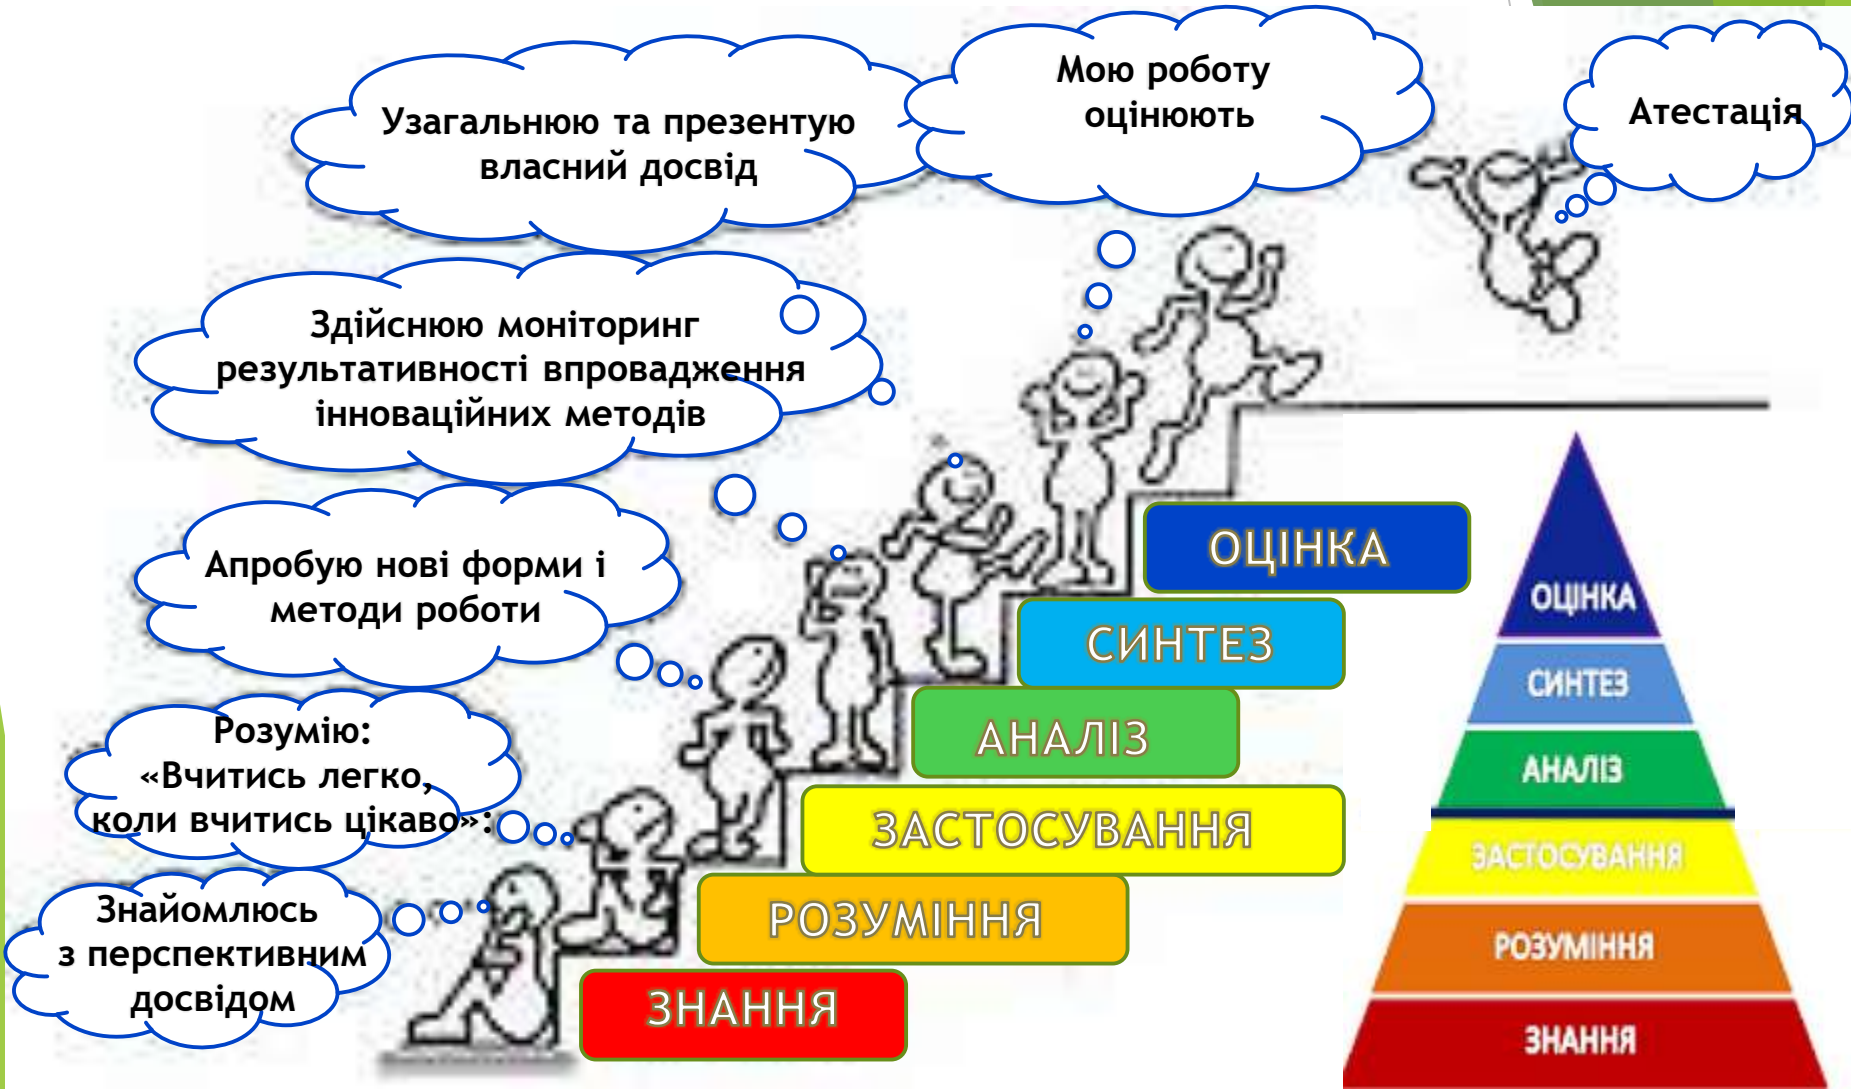 Узагальнюю та презентую
власний досвід
Мою роботу
оцінюють
Атестація
Здійснюю моніторинг
результативності впровадження
інноваційних методів
Апробую нові форми і
методи роботи
Розумію:
«Вчитись легко,
коли вчитись цікаво»:
Знайомлюсь
з перспективним
досвідом
ОЦІНКА
СИНТЕЗ
АНАЛІЗ
ЗАСТОСУВАННЯ
РОЗУМІННЯ
ЗНАННЯ
ОЦІНКА
СИНТЕЗ
АНАЛІЗ
ЗАСТОСУВАННЯ
РОЗУМІННЯ
ЗНАННЯ